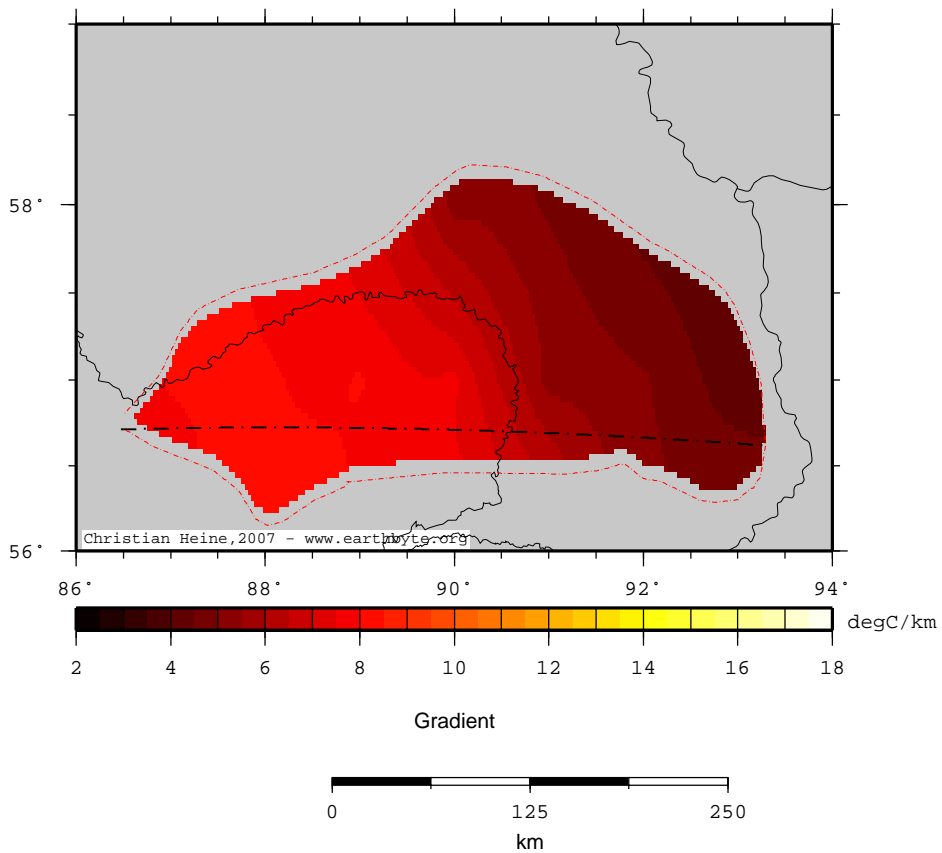 58°
56°
Christian Heine,2007 - www.earthbyte.org
86° 88° 90° 92° 94°
degC/km
2 4 6 8 10 12 14 16 18
Gradient
0 125 250
km